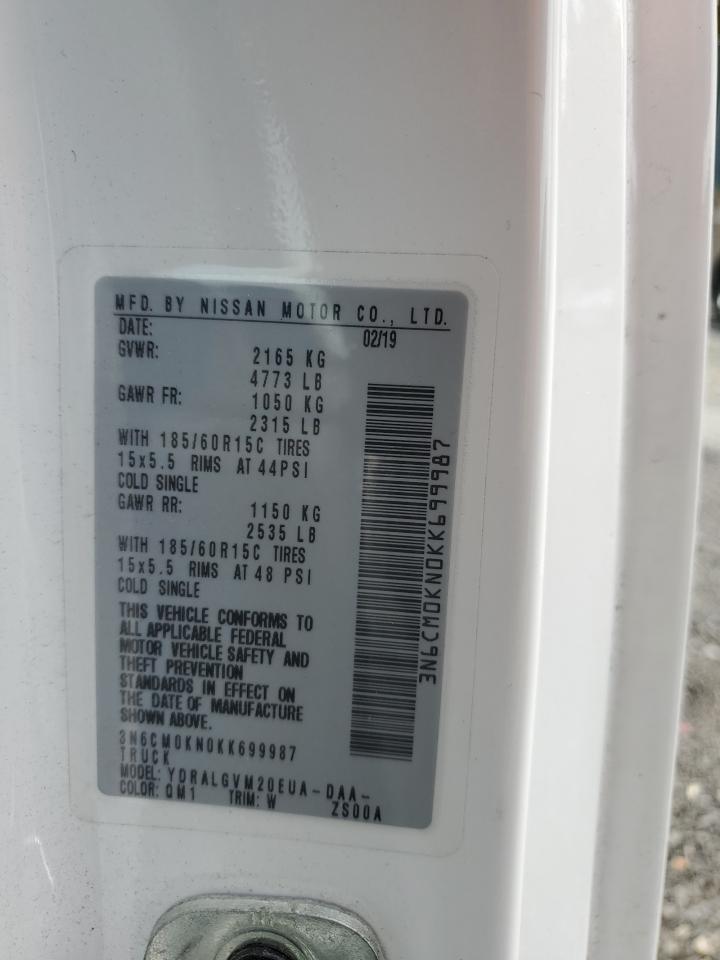 MFD. BY NISSAN MOTOR CO., LTD.
DATE: 02/19
GVWR: 2165 KG
4773 LB
GAWR FR: 1050 KG
2315 LB
WITH 185/60R15C TIRES
15x5.5 RIMS AT 44PSI
COLD SINGLE
GAWR RR: 1150 KG
2535 LB
WITH 185/60R15C TIRES
15x5.5 RIMS AT 48 PSI
COLD SINGLE
THIS VEHICLE CONFORMS TO
ALL APPLICABLE FEDERAL
MOTOR VEHICLE SAFETY AND
THEFT PREVENTION
STANDARDS IN EFFECT ON
THE DATE OF MANUFACTURE
SHOWN ABOVE.
3N6CM0KN0KK699987
TRUCK
MODEL: YDRALGVM20EUA-DAA-
COLOR: QM1 TRIM: W ZS00A
3N6CM0KN0KK699987